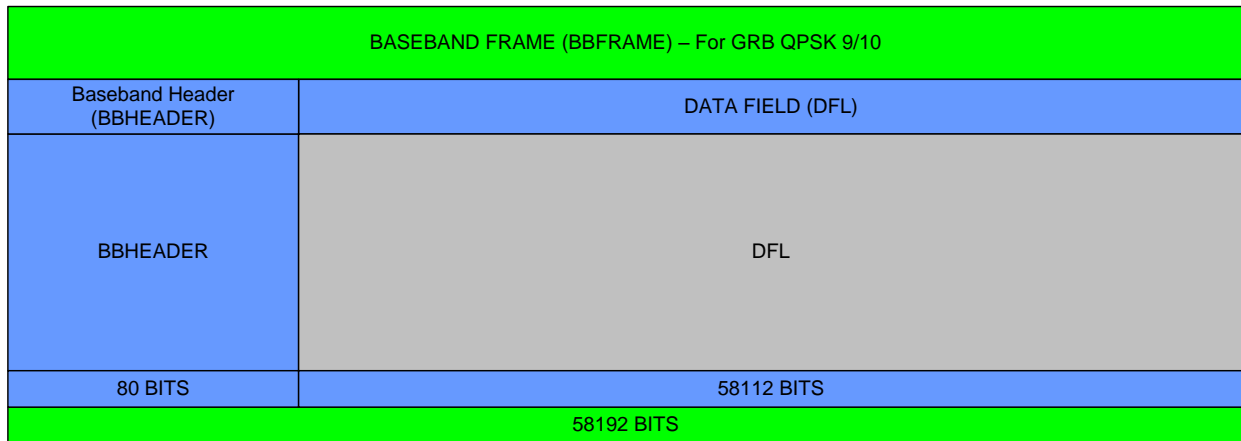 BASEBAND FRAME (BBFRAME) – For GRB QPSK 9/10
Baseband Header
(BBHEADER)
DATA FIELD (DFL)
BBHEADER
DFL
80 BITS
58112 BITS
58192 BITS